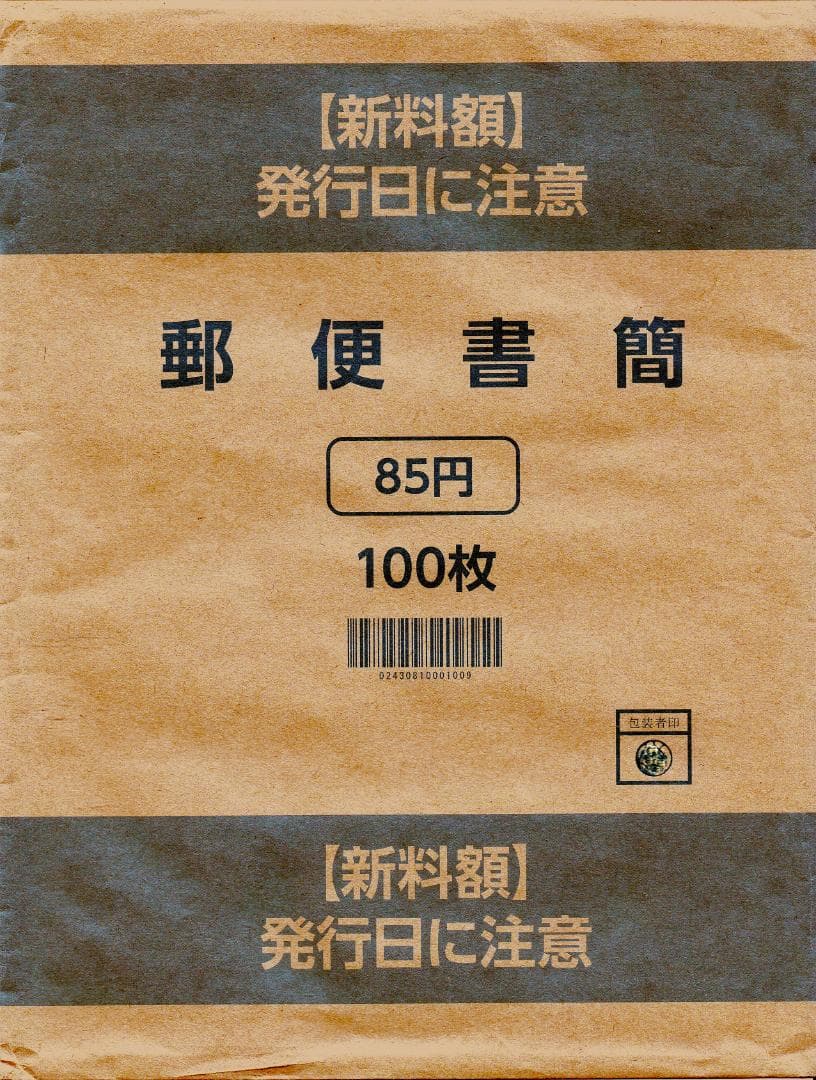 【新料額】
発行日に注意
郵便書簡
85円
100枚
02430810001009
包装者印
【新料額】
発行日に注意